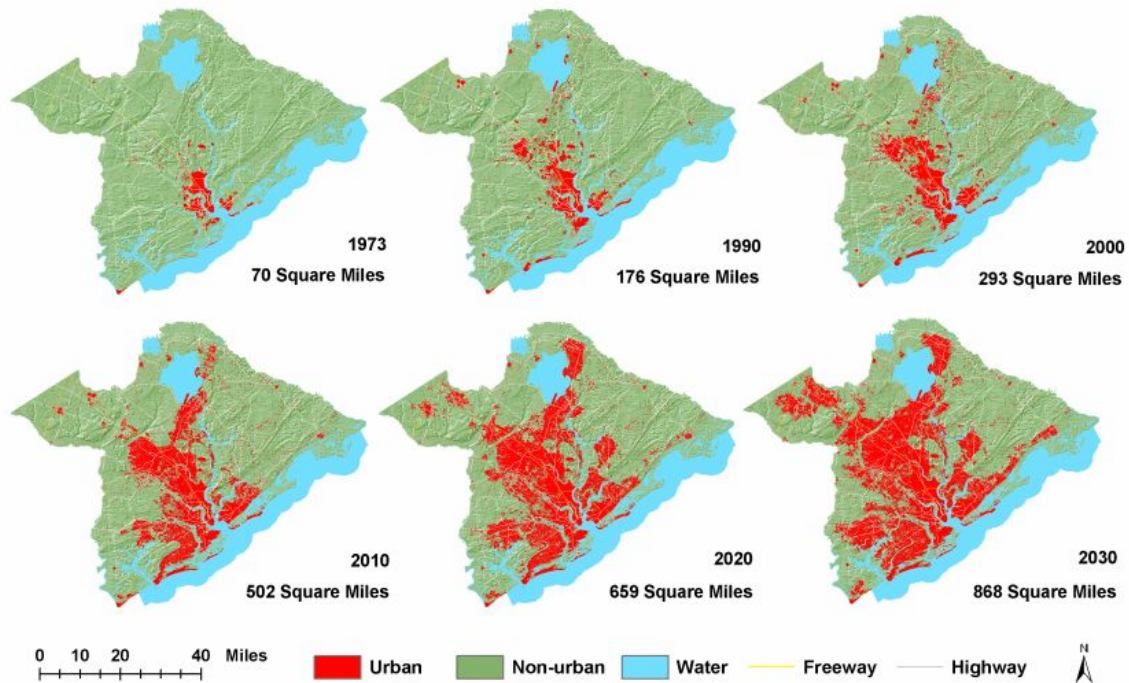 1973
70 Square Miles
1990
176 Square Miles
2000
293 Square Miles
2010
502 Square Miles
2020
659 Square Miles
2030
868 Square Miles
0 10 20 40 Miles
Urban
Non-urban
Water
Freeway
Highway
N